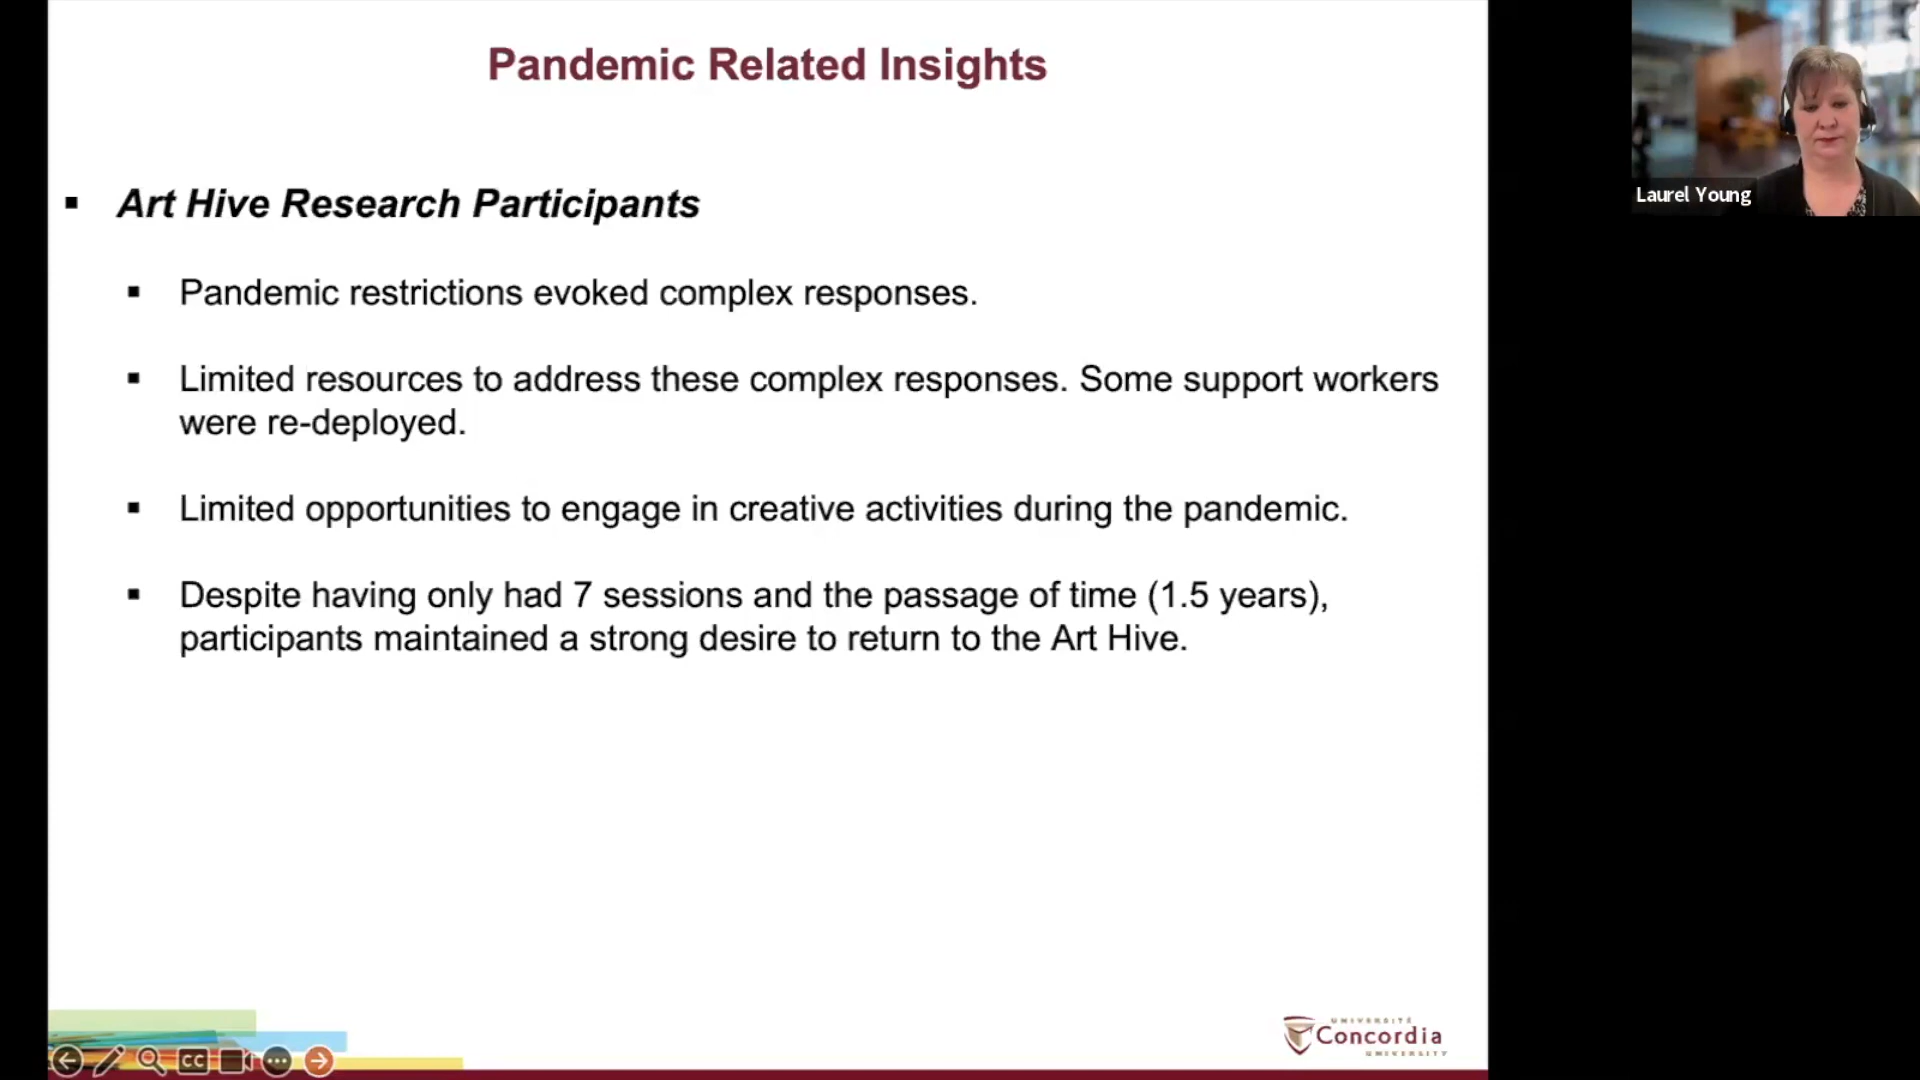 Pandemic Related Insights
Laurel Young
▪ Art Hive Research Participants
▪ Pandemic restrictions evoked complex responses.
▪ Limited resources to address these complex responses. Some support workers
were re-deployed.
▪ Limited opportunities to engage in creative activities during the pandemic.
▪ Despite having only had 7 sessions and the passage of time (1.5 years),
participants maintained a strong desire to return to the Art Hive.
UNIVERSITÉ
Concordia
UNIVERSITY
CC